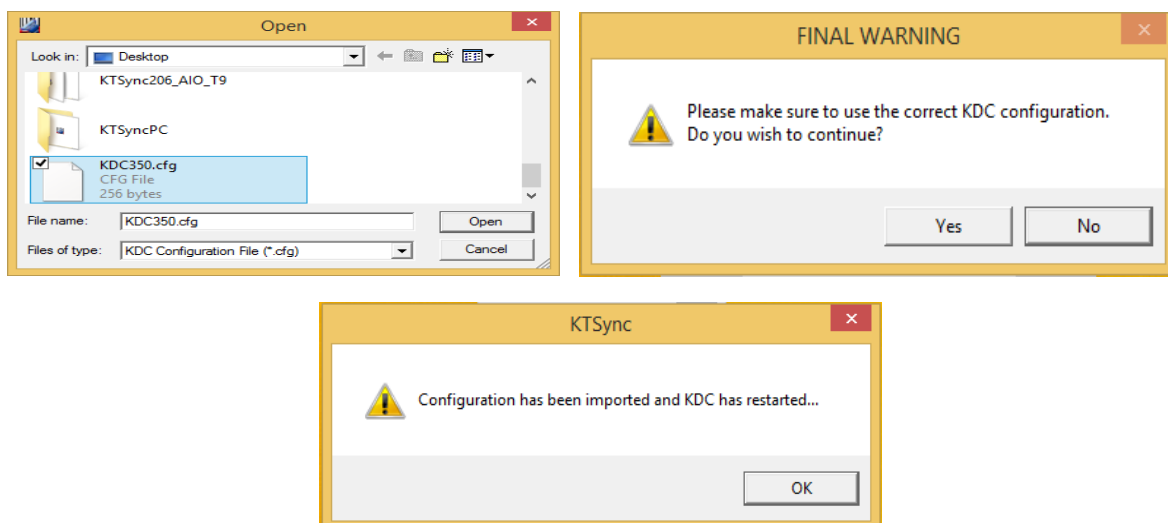 Open
Look in: Desktop
KTSync206_AIO_T9
KTSyncPC
KDC350.cfg
CFG File
256 bytes
File name: KDC350.cfg Open
Files of type: KDC Configuration File (*.cfg) Cancel
FINAL WARNING
Please make sure to use the correct KDC configuration.
Do you wish to continue?
Yes No
KTSync
Configuration has been imported and KDC has restarted...
OK